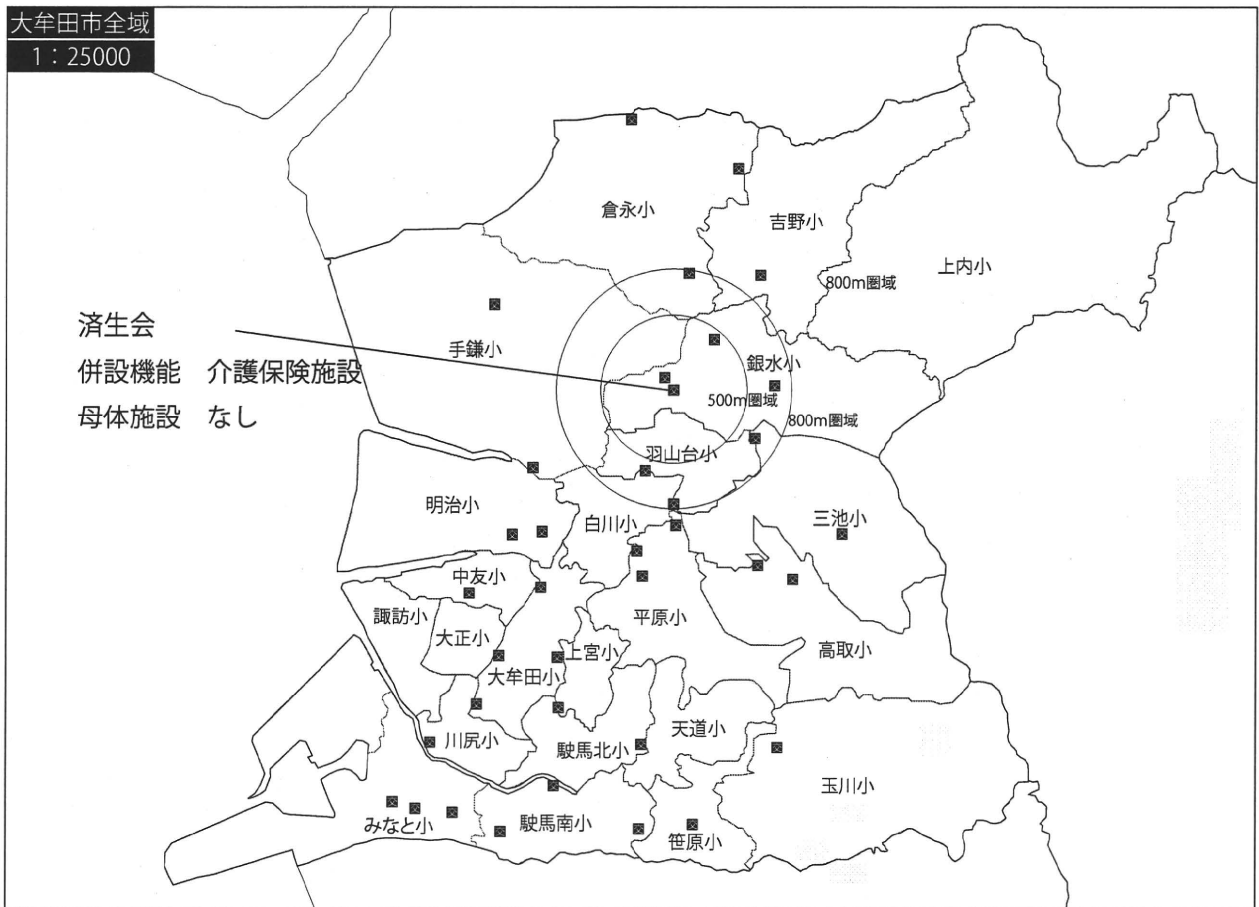 大牟田市全域
1：25000
倉永小
吉野小
上内小
800m圏域
済生会
併設機能　介護保険施設
母体施設　なし
手鎌小
銀水小
500m圏域
800m圏域
羽山台小
明治小
白川小
三池小
中友小
諏訪小
大正小
平原小
大牟田小
上宮小
高取小
川尻小
駛馬北小
天道小
玉川小
みなと小
駛馬南小
笹原小